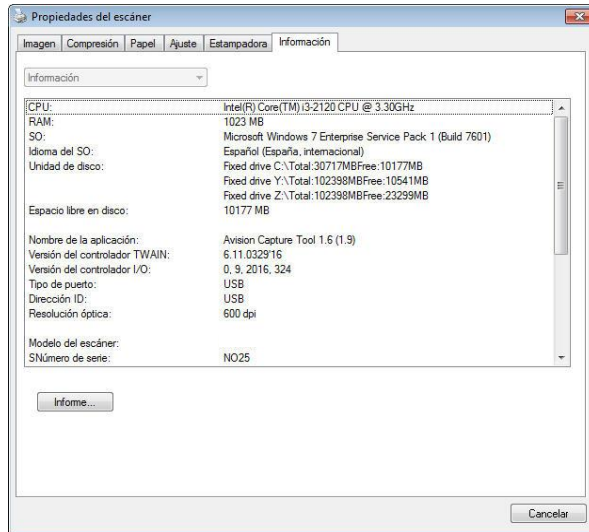 Propiedades del escáner
Imagen Compresión Papel Ajuste Estampadora Información
Información
CPU: Intel(R) Core(TM) i3-2120 CPU @ 3.30GHz
RAM: 1023 MB
SO: Microsoft Windows 7 Enterprise Service Pack 1 (Build 7601)
Idioma del SO: Español (España, internacional)
Unidad de disco: Fixed drive C:\Total:30717MBFree:10177MB
Fixed drive Y:\Total:102398MBFree:10541MB
Fixed drive Z:\Total:102398MBFree:23299MB
Espacio libre en disco: 10177 MB
Nombre de la aplicación: Avision Capture Tool 1.6 (1.9)
Versión del controlador TWAIN: 6.11.0329'16
Versión del controlador I/O: 0, 9, 2016, 324
Tipo de puerto: USB
Dirección ID: USB
Resolución óptica: 600 dpi
Modelo del escáner:
SNúmero de serie: NO25
Informe...
Cancelar